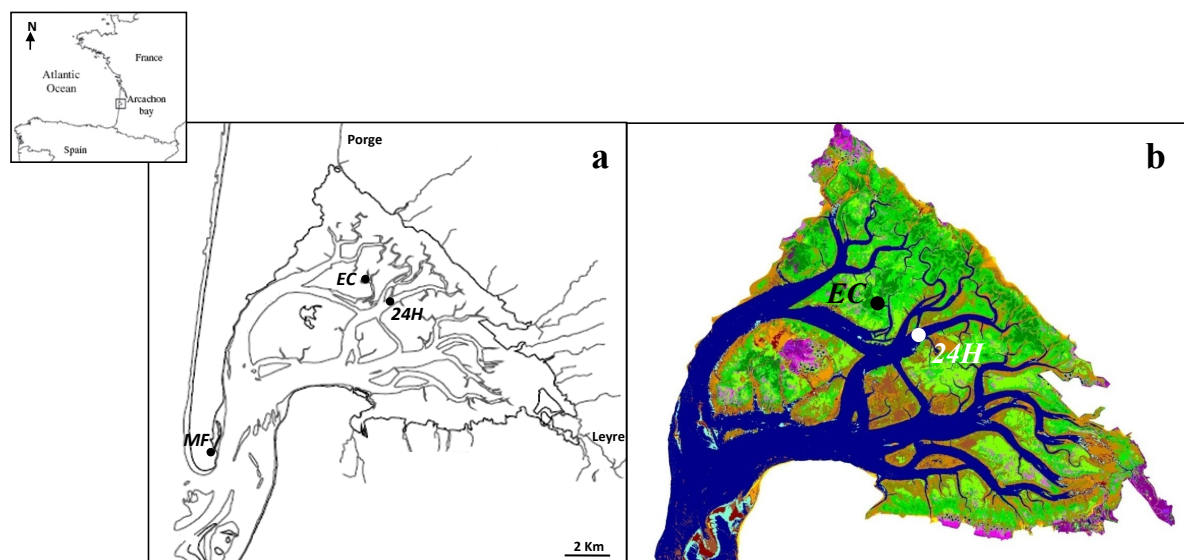 N
France
Atlantic
Ocean
Arcachon
bay
Spain
Porge
a
EC
24H
MF
Leyre
2 Km
b
EC
24H